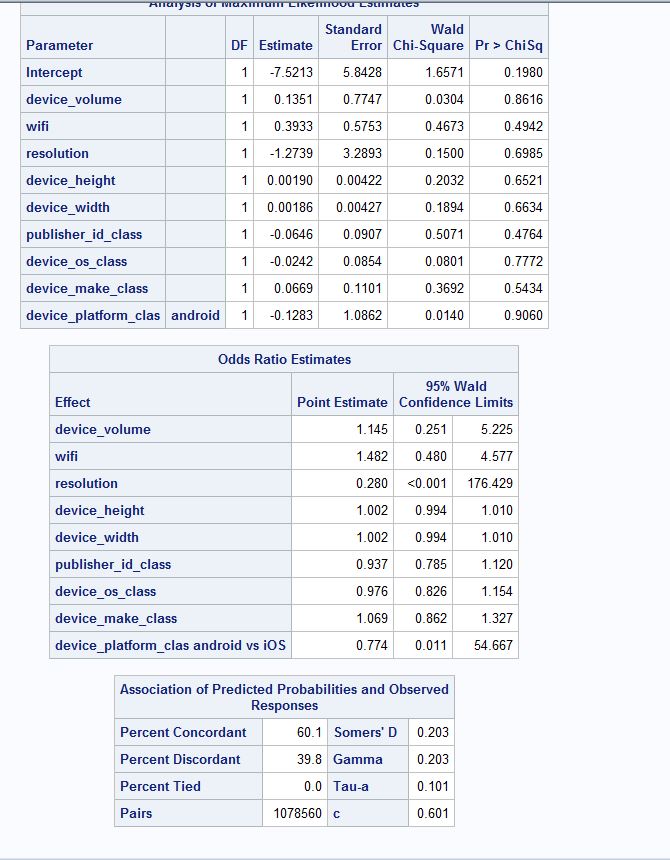 Analysis of Maximum Likelihood Estimates
Parameter DF Estimate Standard Error Wald Chi-Square Pr > ChiSq
Intercept 1 -7.5213 5.8428 1.6571 0.1980
device_volume 1 0.1351 0.7747 0.0304 0.8616
wifi 1 0.3933 0.5753 0.4673 0.4942
resolution 1 -1.2739 3.2893 0.1500 0.6985
device_height 1 0.00190 0.00422 0.2032 0.6521
device_width 1 0.00186 0.00427 0.1894 0.6634
publisher_id_class 1 -0.0646 0.0907 0.5071 0.4764
device_os_class 1 -0.0242 0.0854 0.0801 0.7772
device_make_class 1 0.0669 0.1101 0.3692 0.5434
device_platform_clas android 1 -0.1283 1.0862 0.0140 0.9060
Odds Ratio Estimates
Effect Point Estimate 95% Wald Confidence Limits
device_volume 1.145 0.251 5.225
wifi 1.482 0.480 4.577
resolution 0.280 <0.001 176.429
device_height 1.002 0.994 1.010
device_width 1.002 0.994 1.010
publisher_id_class 0.937 0.785 1.120
device_os_class 0.976 0.826 1.154
device_make_class 1.069 0.862 1.327
device_platform_clas android vs iOS 0.774 0.011 54.667
Association of Predicted Probabilities and Observed
Responses
Percent Concordant 60.1 Somers' D 0.203
Percent Discordant 39.8 Gamma 0.203
Percent Tied 0.0 Tau-a 0.101
Pairs 1078560 c 0.601